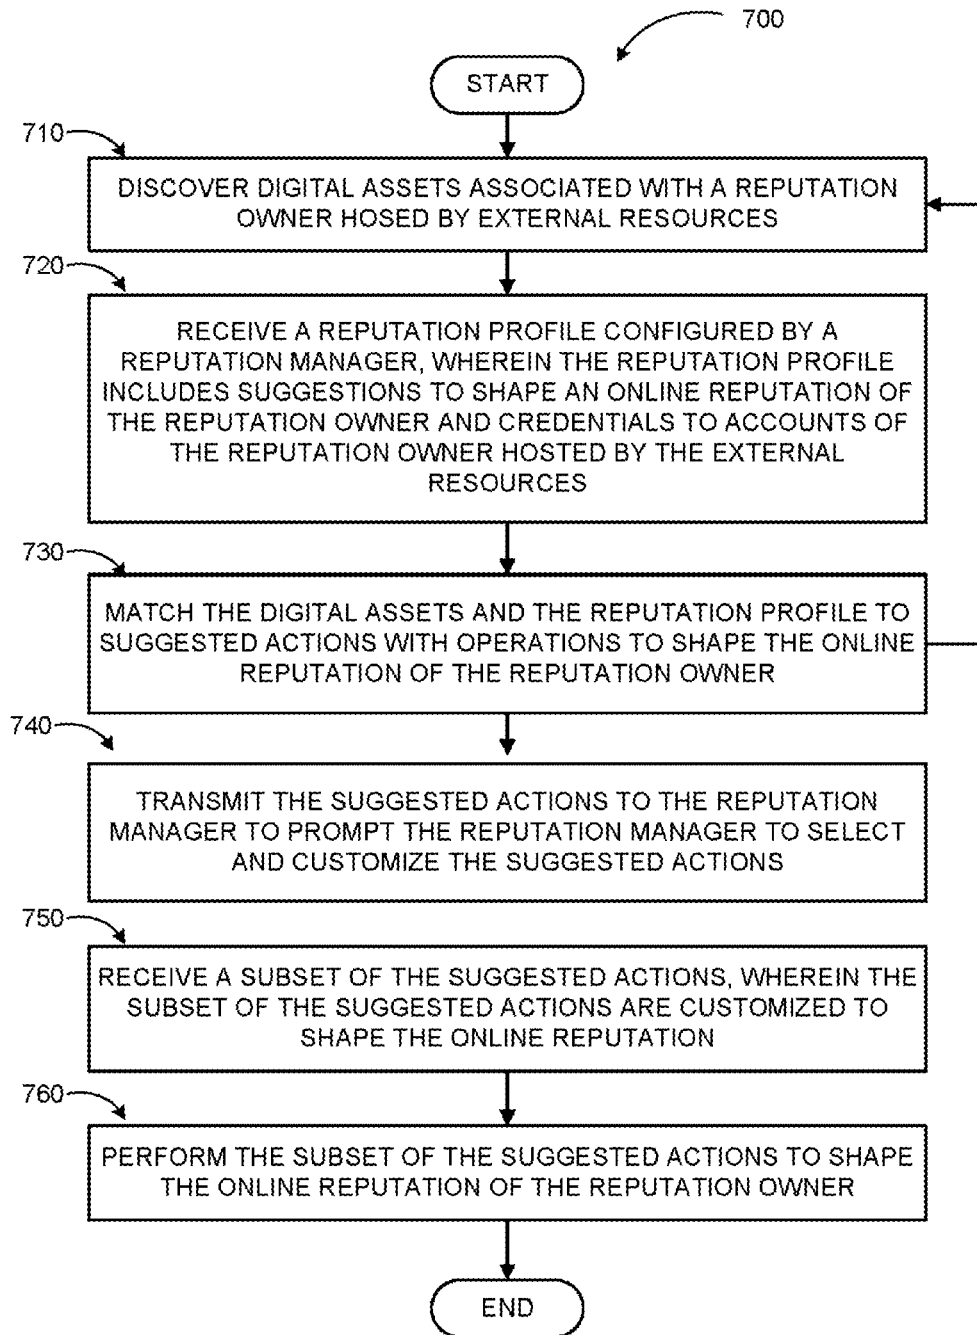 700
START
710
DISCOVER DIGITAL ASSETS ASSOCIATED WITH A REPUTATION
OWNER HOSED BY EXTERNAL RESOURCES
720
RECEIVE A REPUTATION PROFILE CONFIGURED BY A
REPUTATION MANAGER, WHEREIN THE REPUTATION PROFILE
INCLUDES SUGGESTIONS TO SHAPE AN ONLINE REPUTATION OF
THE REPUTATION OWNER AND CREDENTIALS TO ACCOUNTS OF
THE REPUTATION OWNER HOSTED BY THE EXTERNAL
RESOURCES
730
MATCH THE DIGITAL ASSETS AND THE REPUTATION PROFILE TO
SUGGESTED ACTIONS WITH OPERATIONS TO SHAPE THE ONLINE
REPUTATION OF THE REPUTATION OWNER
740
TRANSMIT THE SUGGESTED ACTIONS TO THE REPUTATION
MANAGER TO PROMPT THE REPUTATION MANAGER TO SELECT
AND CUSTOMIZE THE SUGGESTED ACTIONS
750
RECEIVE A SUBSET OF THE SUGGESTED ACTIONS, WHEREIN THE
SUBSET OF THE SUGGESTED ACTIONS ARE CUSTOMIZED TO
SHAPE THE ONLINE REPUTATION
760
PERFORM THE SUBSET OF THE SUGGESTED ACTIONS TO SHAPE
THE ONLINE REPUTATION OF THE REPUTATION OWNER
END